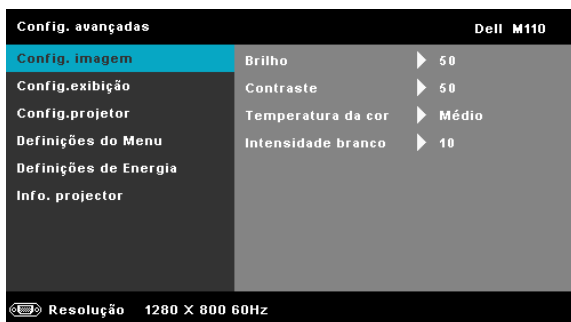 Config. avançadas Dell M110
Config. imagem Brilho 50
Config.exibição Contraste 50
Config.projetor Temperatura da cor Médio
Definições do Menu Intensidade branco 10
Definições de Energia
Info. projector
Resolução 1280 X 800 60Hz